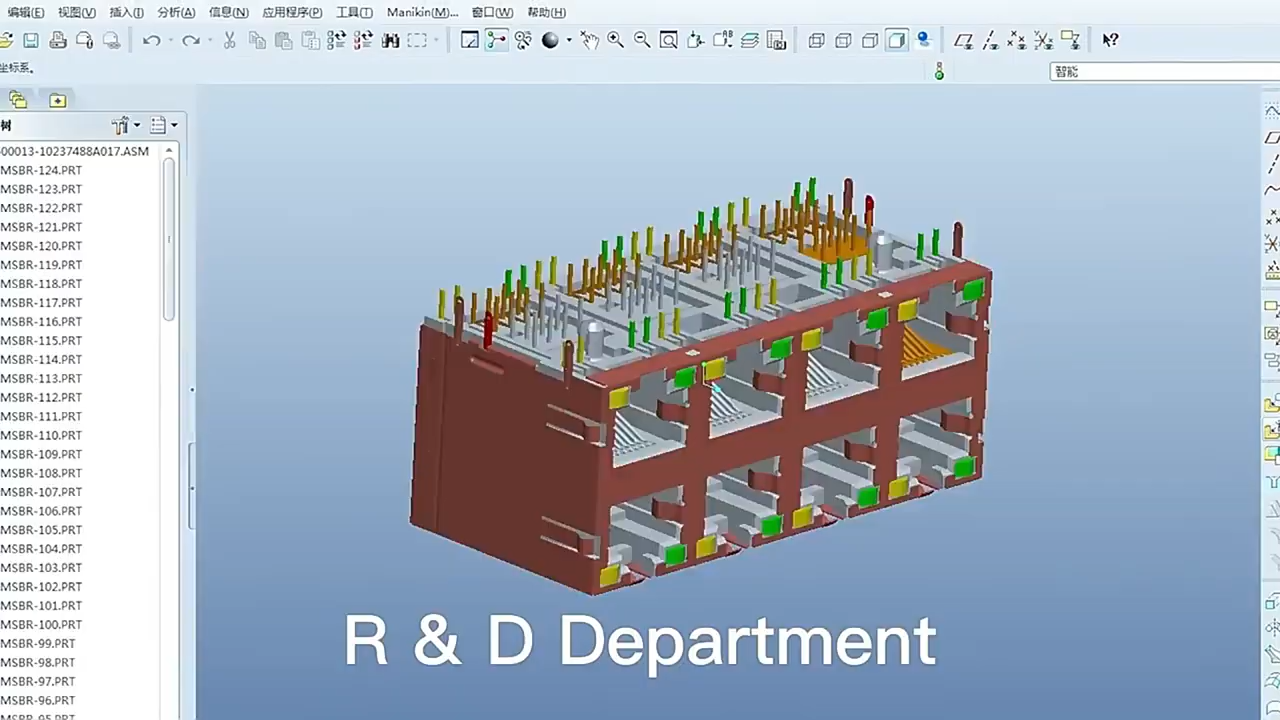 编辑(E) 视图(V) 插入(I) 分析(A) 信息(N) 应用程序(P) 工具(T) Manikin(M)... 窗口(W) 帮助(H)
坐标系。
智能
树
00013-10237488A017.ASM
MSBR-124.PRT
MSBR-123.PRT
MSBR-122.PRT
MSBR-121.PRT
MSBR-120.PRT
MSBR-119.PRT
MSBR-118.PRT
MSBR-117.PRT
MSBR-116.PRT
MSBR-115.PRT
MSBR-114.PRT
MSBR-113.PRT
MSBR-112.PRT
MSBR-111.PRT
MSBR-110.PRT
MSBR-109.PRT
MSBR-108.PRT
MSBR-107.PRT
MSBR-106.PRT
MSBR-105.PRT
MSBR-104.PRT
MSBR-103.PRT
MSBR-102.PRT
MSBR-101.PRT
MSBR-100.PRT
MSBR-99.PRT
MSBR-98.PRT
MSBR-97.PRT
MSBR-96.PRT
MSBR-95.PRT
R & D Department